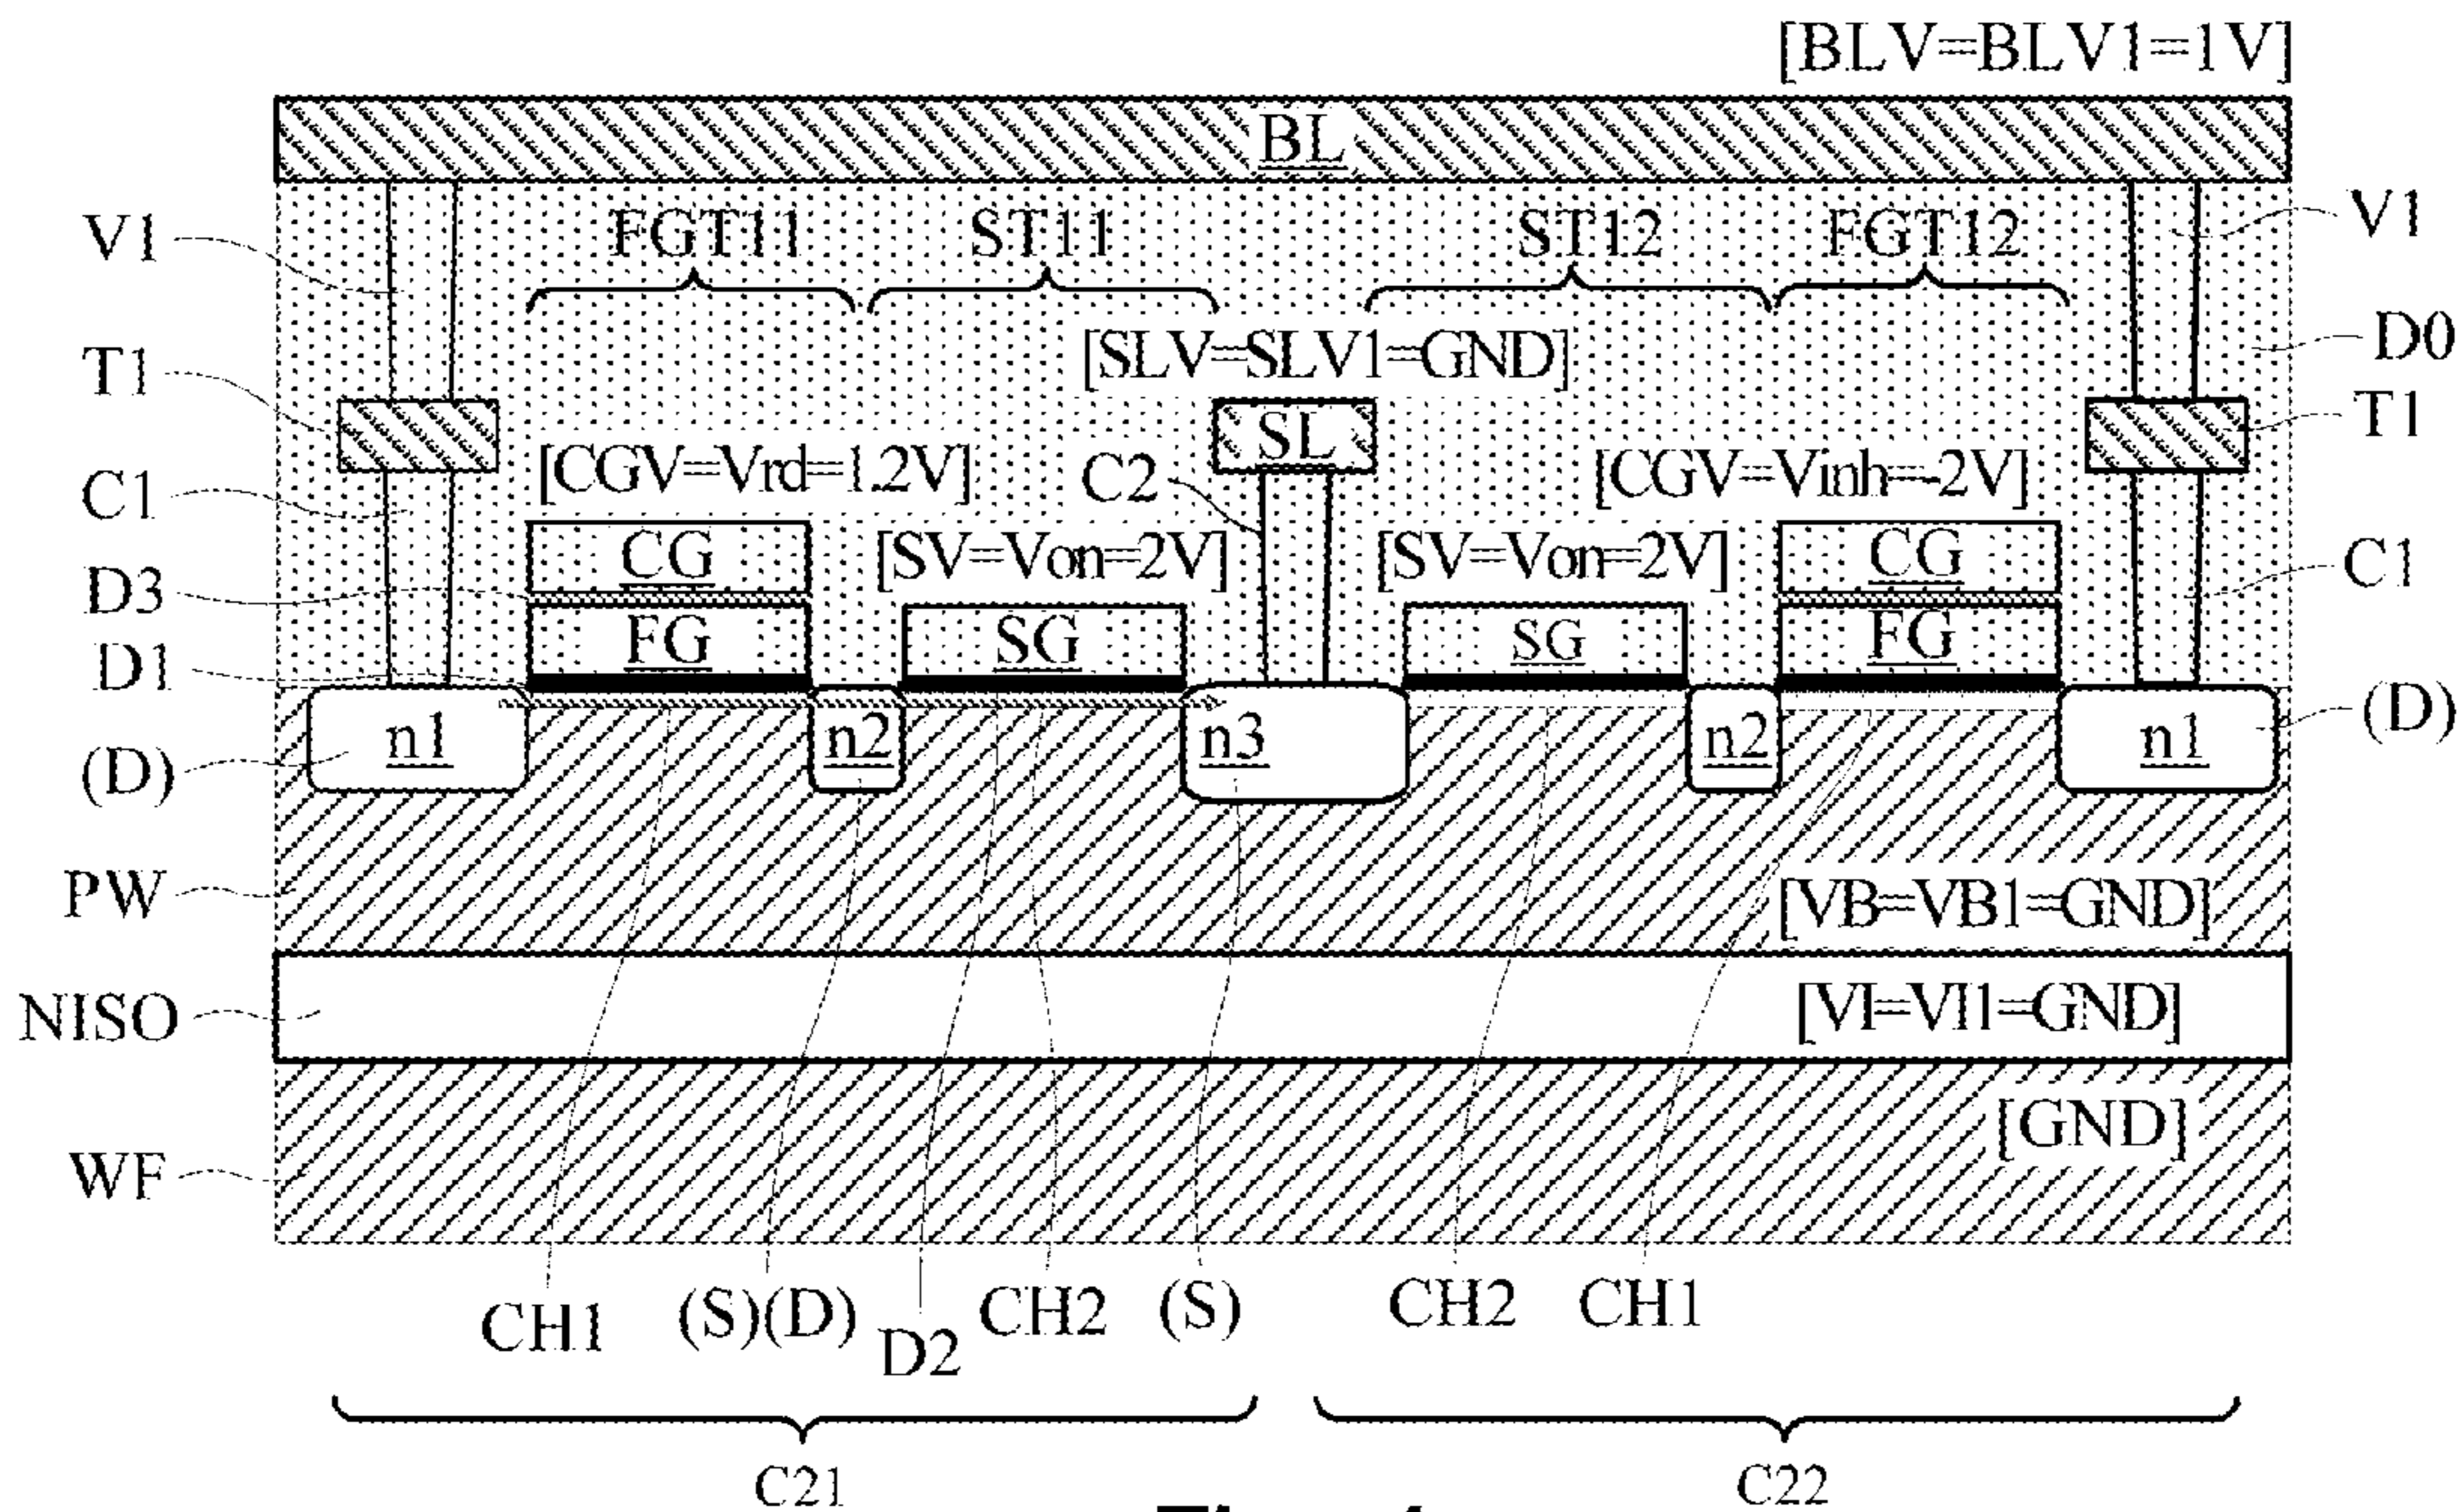 [BLV=BLV1=1V]
BL
V1
FGT11
ST11
ST12
FGT12
V1
[SLV=SLV1=GND]
D0
T1
SL
T1
[CGV=Vrd=1.2V]
C2
[CGV=Vinh=-2V]
C1
CG
[SV=Von=2V]
[SV=Von=2V]
CG
C1
D3
FG
SG
SG
FG
D1
n1
n2
n3
n2
n1
(D)
(D)
PW
[VB=VB1=GND]
NISO
[VI=VI1=GND]
[GND]
WF
CH1
(S)(D)
D2
CH2
(S)
CH2
CH1
C21
C22